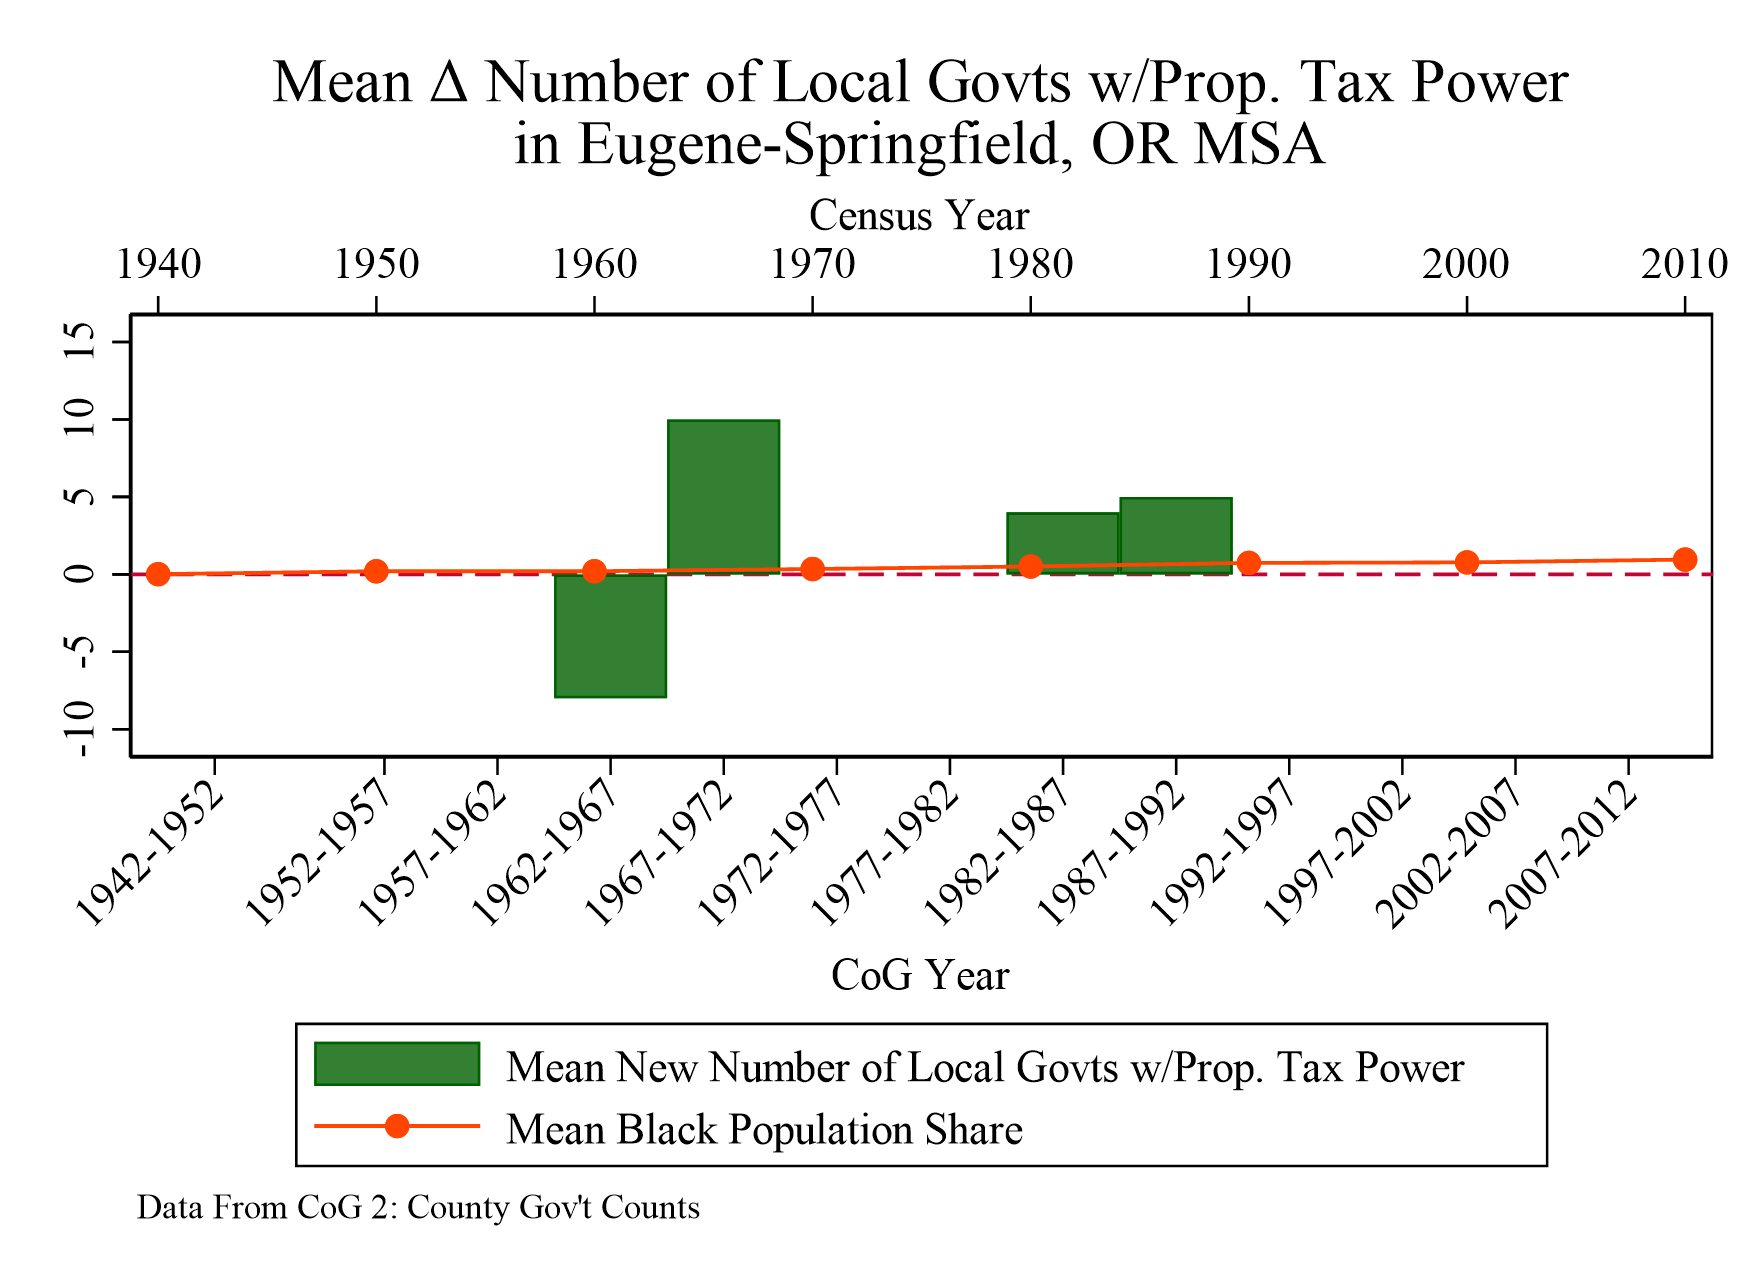 Mean Δ Number of Local Govts w/Prop. Tax Power
in Eugene-Springfield, OR MSA
Census Year
1940 1950 1960 1970 1980 1990 2000 2010
15
10
5
0
-5
-10
1942-1952 1952-1957 1957-1962 1962-1967 1967-1972 1972-1977 1977-1982 1982-1987 1987-1992 1992-1997 1997-2002 2002-2007 2007-2012
CoG Year
Mean New Number of Local Govts w/Prop. Tax Power
Mean Black Population Share
Data From CoG 2: County Gov't Counts